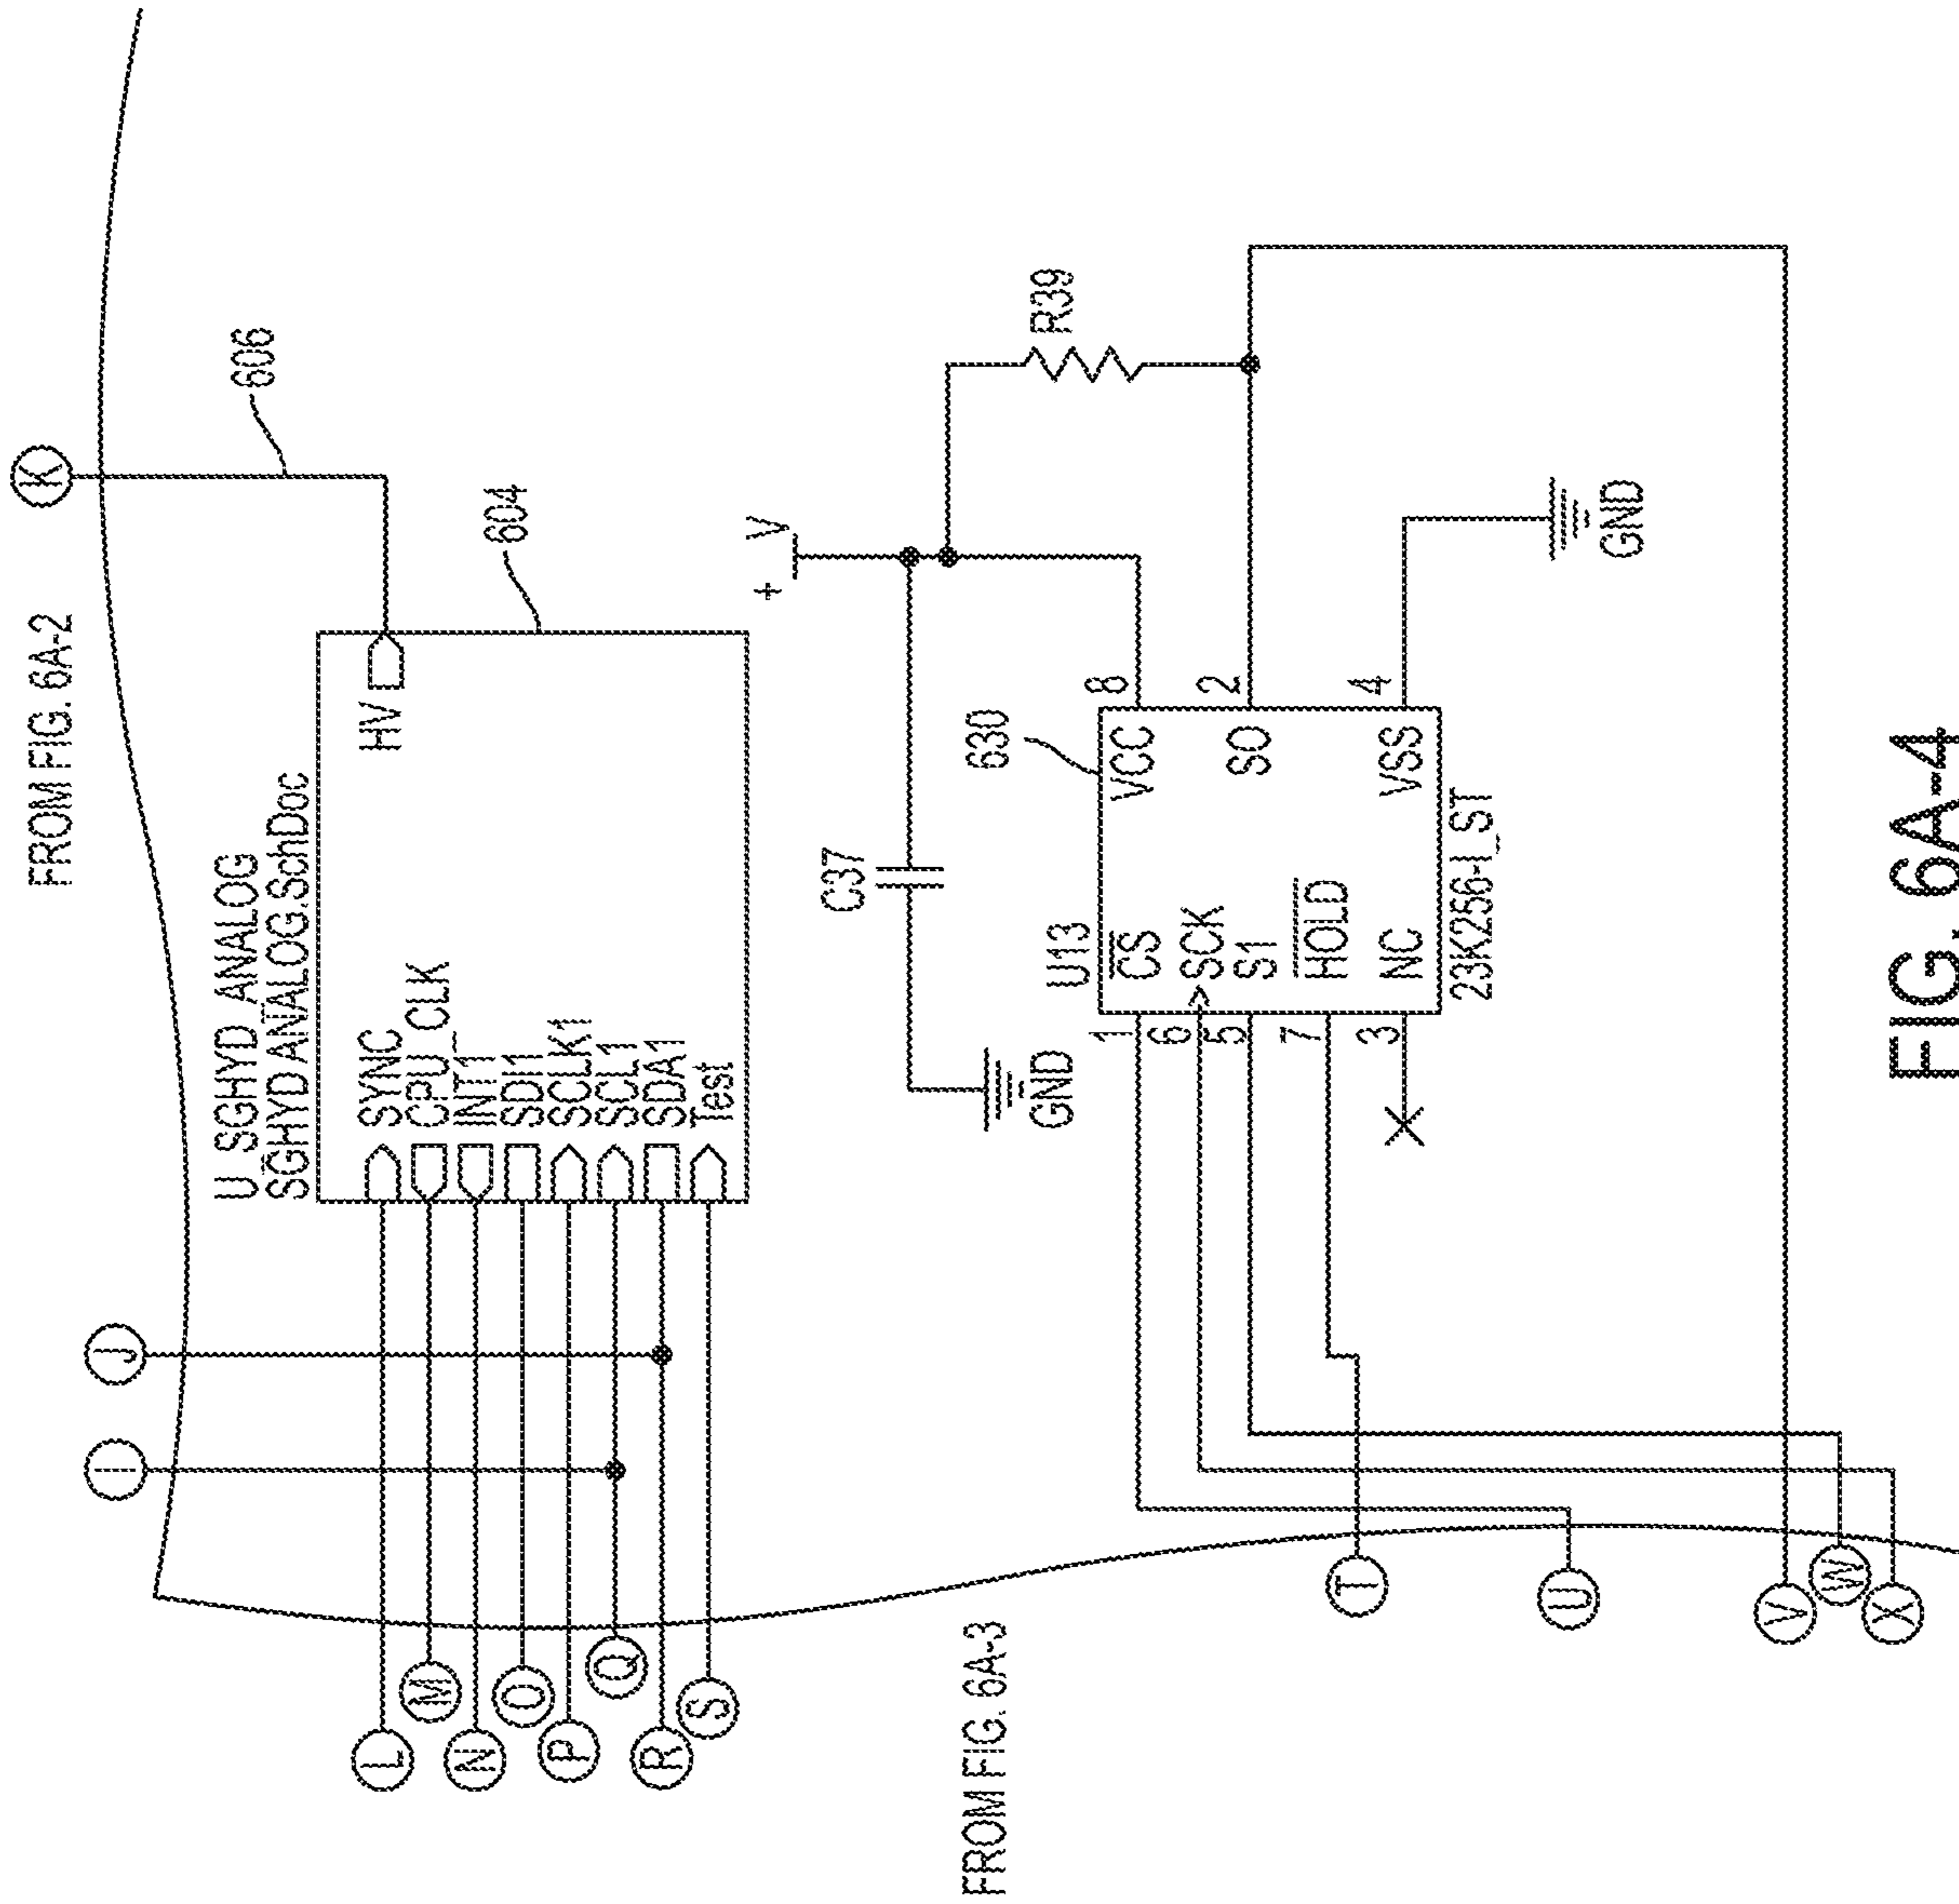 FROM FIG. 6A-2
I
J
K
606
U_SGHYD_ANALOG
SGHYD ANALOG.SchDoc
604
SYNC
CPU_CLK
INT1
SDI1
SCLK1
SCL1
SDA1
Test
HV
L
M
N
O
P
Q
R
S
FROM FIG. 6A-3
+ V
C37
GND
R39
630
U13
1
6
5
7
3
CS
SCK
S1
HOLD
NC
VCC
SO
VSS
8
2
4
23K256-I_ST
GND
T
U
V
W
X
FIG. 6A-4